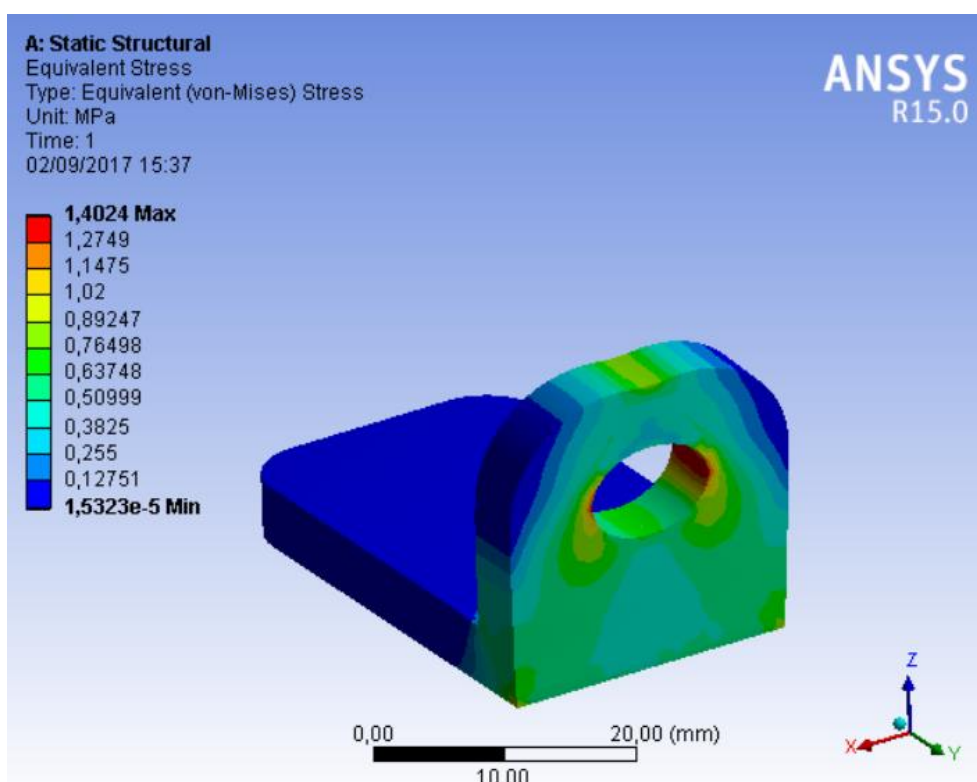 A: Static Structural
Equivalent Stress
Type: Equivalent (von-Mises) Stress
Unit: MPa
Time: 1
02/09/2017 15:37
ANSYS
R15.0
1,4024 Max
1,2749
1,1475
1,02
0,89247
0,76498
0,63748
0,50999
0,3825
0,255
0,12751
1,5323e-5 Min
0,00
20,00 (mm)
10,00
Z
X
Y